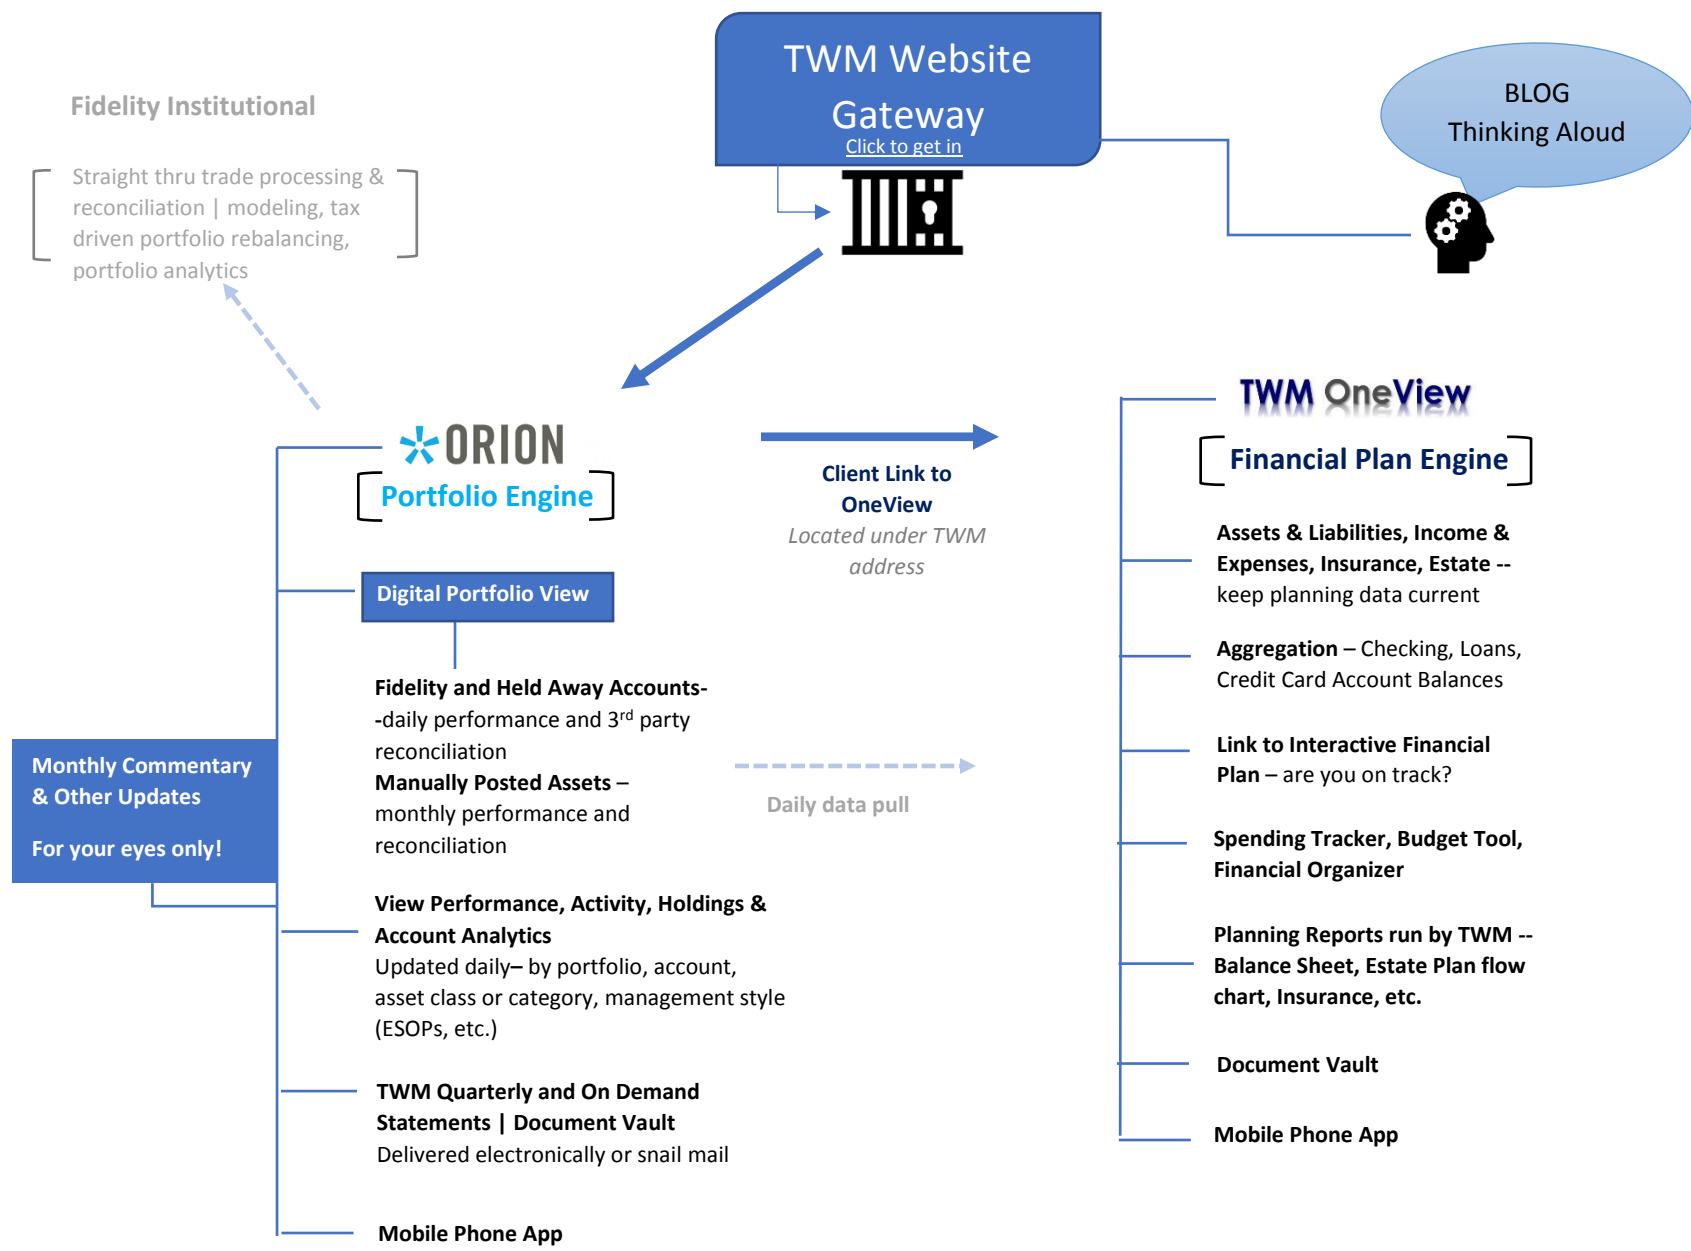 TWM Website
Gateway
Click to get in
BLOG
Thinking Aloud
Fidelity Institutional
Straight thru trade processing &
reconciliation | modeling, tax
driven portfolio rebalancing,
portfolio analytics
ORION
Portfolio Engine
Client Link to
OneView
Located under TWM
address
TWM OneView
Financial Plan Engine
Digital Portfolio View
Fidelity and Held Away Accounts-
-daily performance and 3rd party
reconciliation
Manually Posted Assets –
monthly performance and
reconciliation
Daily data pull
Monthly Commentary
& Other Updates
For your eyes only!
View Performance, Activity, Holdings &
Account Analytics
Updated daily– by portfolio, account,
asset class or category, management style
(ESOPs, etc.)
TWM Quarterly and On Demand
Statements | Document Vault
Delivered electronically or snail mail
Mobile Phone App
Assets & Liabilities, Income &
Expenses, Insurance, Estate --
keep planning data current
Aggregation – Checking, Loans,
Credit Card Account Balances
Link to Interactive Financial
Plan – are you on track?
Spending Tracker, Budget Tool,
Financial Organizer
Planning Reports run by TWM --
Balance Sheet, Estate Plan flow
chart, Insurance, etc.
Document Vault
Mobile Phone App